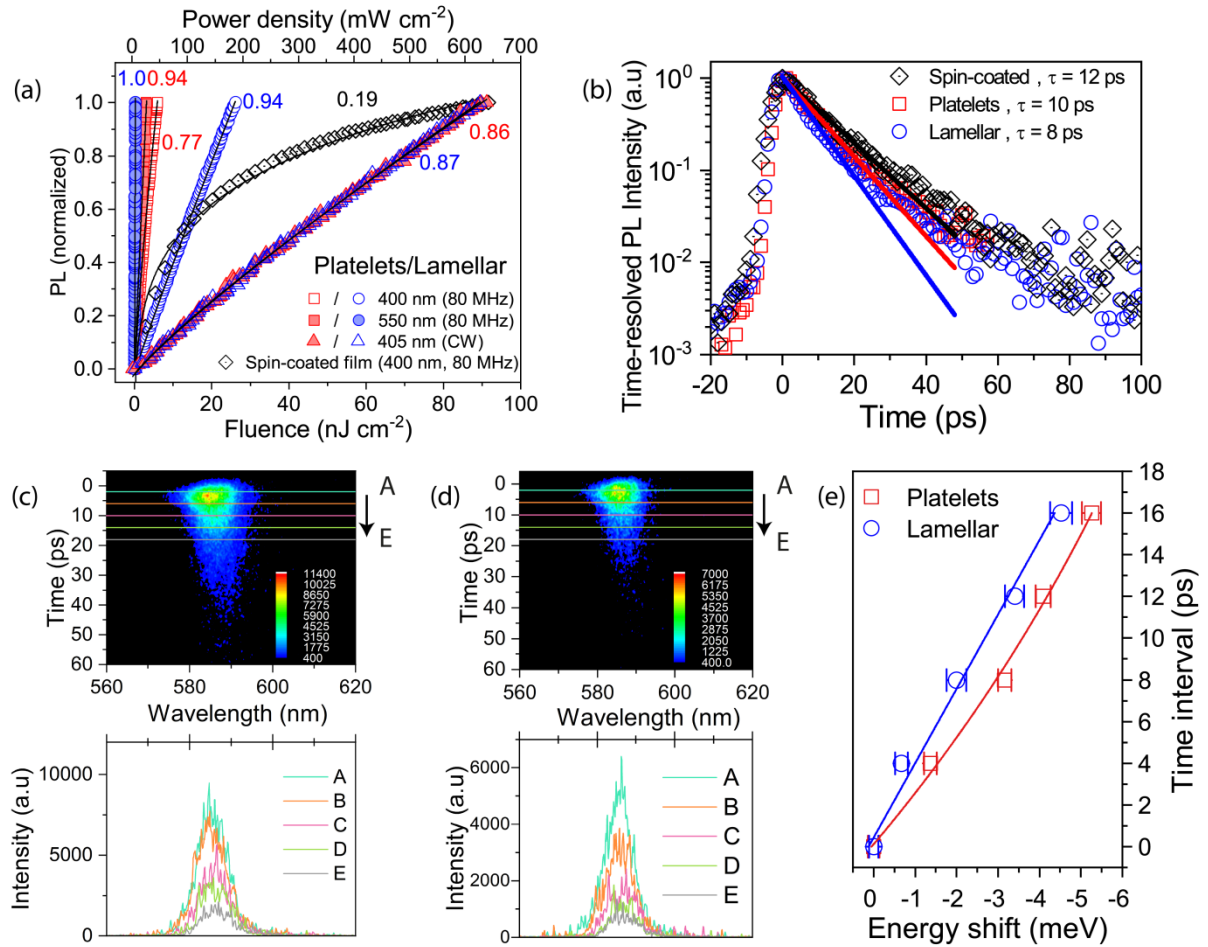 Power density (mW cm⁻²)
0 100 200 300 400 500 600 700
(a)
1.0 0.94
0.94
0.19
0.77
0.86
0.87
PL (normalized)
1.0
0.8
0.6
0.4
0.2
0.0
Platelets/Lamellar
/ 400 nm (80 MHz)
/ 550 nm (80 MHz)
/ 405 nm (CW)
Spin-coated film (400 nm, 80 MHz)
0 20 40 60 80 100
Fluence (nJ cm⁻²)
(b)
Time-resolved PL Intensity (a.u)
10⁰
10⁻¹
10⁻²
10⁻³
Spin-coated , τ = 12 ps
Platelets , τ = 10 ps
Lamellar , τ = 8 ps
-20 0 20 40 60 80 100
Time (ps)
(c)
Time (ps)
0
10
20
30
40
50
60
A
E
11400
10025
8650
7275
5900
4525
3150
1775
400
560 580 600 620
Wavelength (nm)
Intensity (a.u)
10000
5000
0
A
B
C
D
E
(d)
Time (ps)
0
10
20
30
40
50
60
A
E
7000
6175
5350
4525
3700
2875
2050
1225
400.0
560 580 600 620
Wavelength (nm)
Intensity (a.u)
6000
4000
2000
0
A
B
C
D
E
(e)
Platelets
Lamellar
18
16
14
12
10
8
6
4
2
0
Time interval (ps)
0 -1 -2 -3 -4 -5 -6
Energy shift (meV)